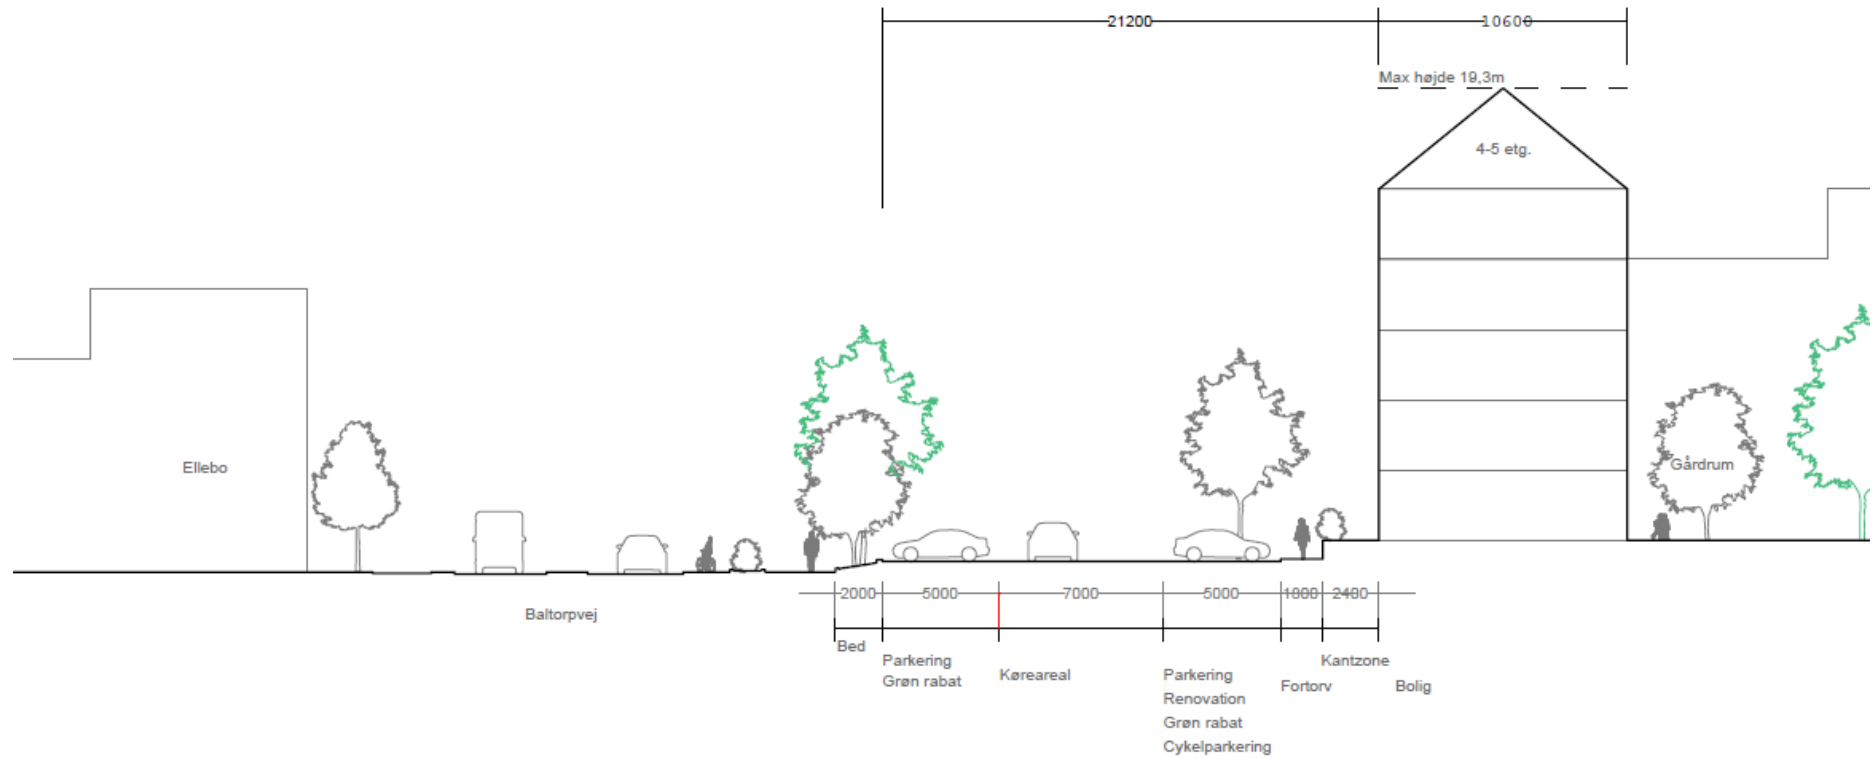 21200
10600
Max højde 19,3m
4-5 etg.
Ellebo
Gårdrum
2000
5000
7000
5000
1800
2400
Baltorpvej
Bed
Parkering
Grøn rabat
Køreareal
Parkering
Renovation
Grøn rabat
Cykelparkering
Fortorv
Kantzone
Bolig